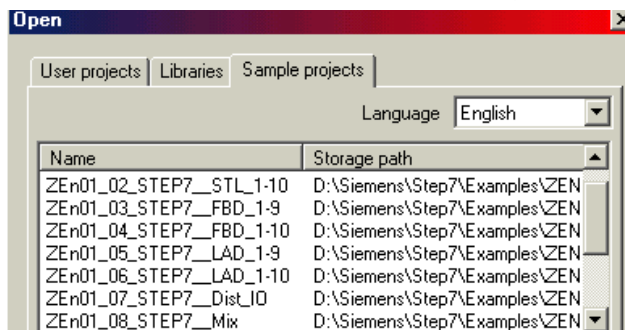 Open
User projects Libraries Sample projects
Language English
Name Storage path
ZEn01_02_STEP7__STL_1-10 D:\Siemens\Step7\Examples\ZEN
ZEn01_03_STEP7__FBD_1-9 D:\Siemens\Step7\Examples\ZEN
ZEn01_04_STEP7__FBD_1-10 D:\Siemens\Step7\Examples\ZEN
ZEn01_05_STEP7__LAD_1-9 D:\Siemens\Step7\Examples\ZEN
ZEn01_06_STEP7__LAD_1-10 D:\Siemens\Step7\Examples\ZEN
ZEn01_07_STEP7__Dist_IO D:\Siemens\Step7\Examples\ZEN
ZEn01_08_STEP7__Mix D:\Siemens\Step7\Examples\ZEN